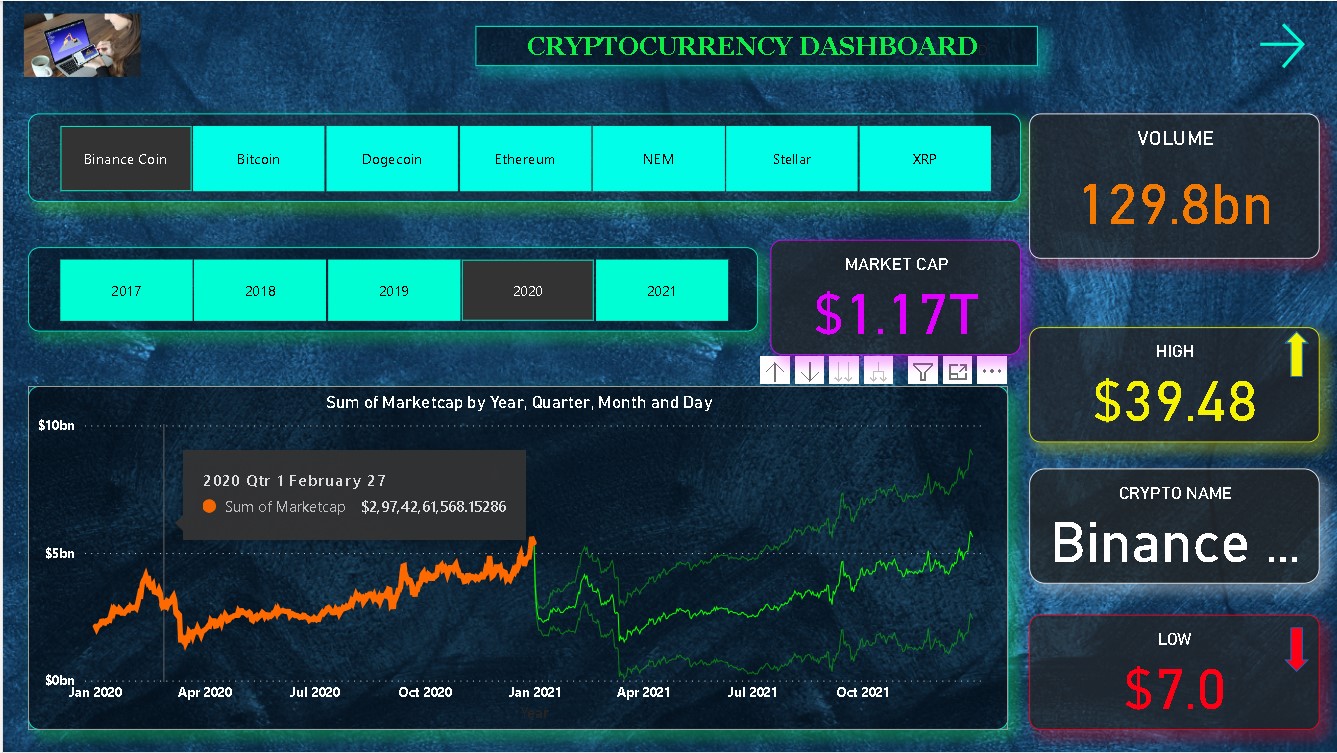 CRYPTOCURRENCY DASHBOARD
Binance Coin Bitcoin Dogecoin Ethereum NEM Stellar XRP
VOLUME
129.8bn
2017 2018 2019 2020 2021
MARKET CAP
$1.17T
HIGH
$39.48
Sum of Marketcap by Year, Quarter, Month and Day
$10bn
2020 Qtr 1 February 27
Sum of Marketcap $2,97,42,61,568.15286
$5bn
$0bn
Jan 2020 Apr 2020 Jul 2020 Oct 2020 Jan 2021 Apr 2021 Jul 2021 Oct 2021
Year
CRYPTO NAME
Binance ...
LOW
$7.0